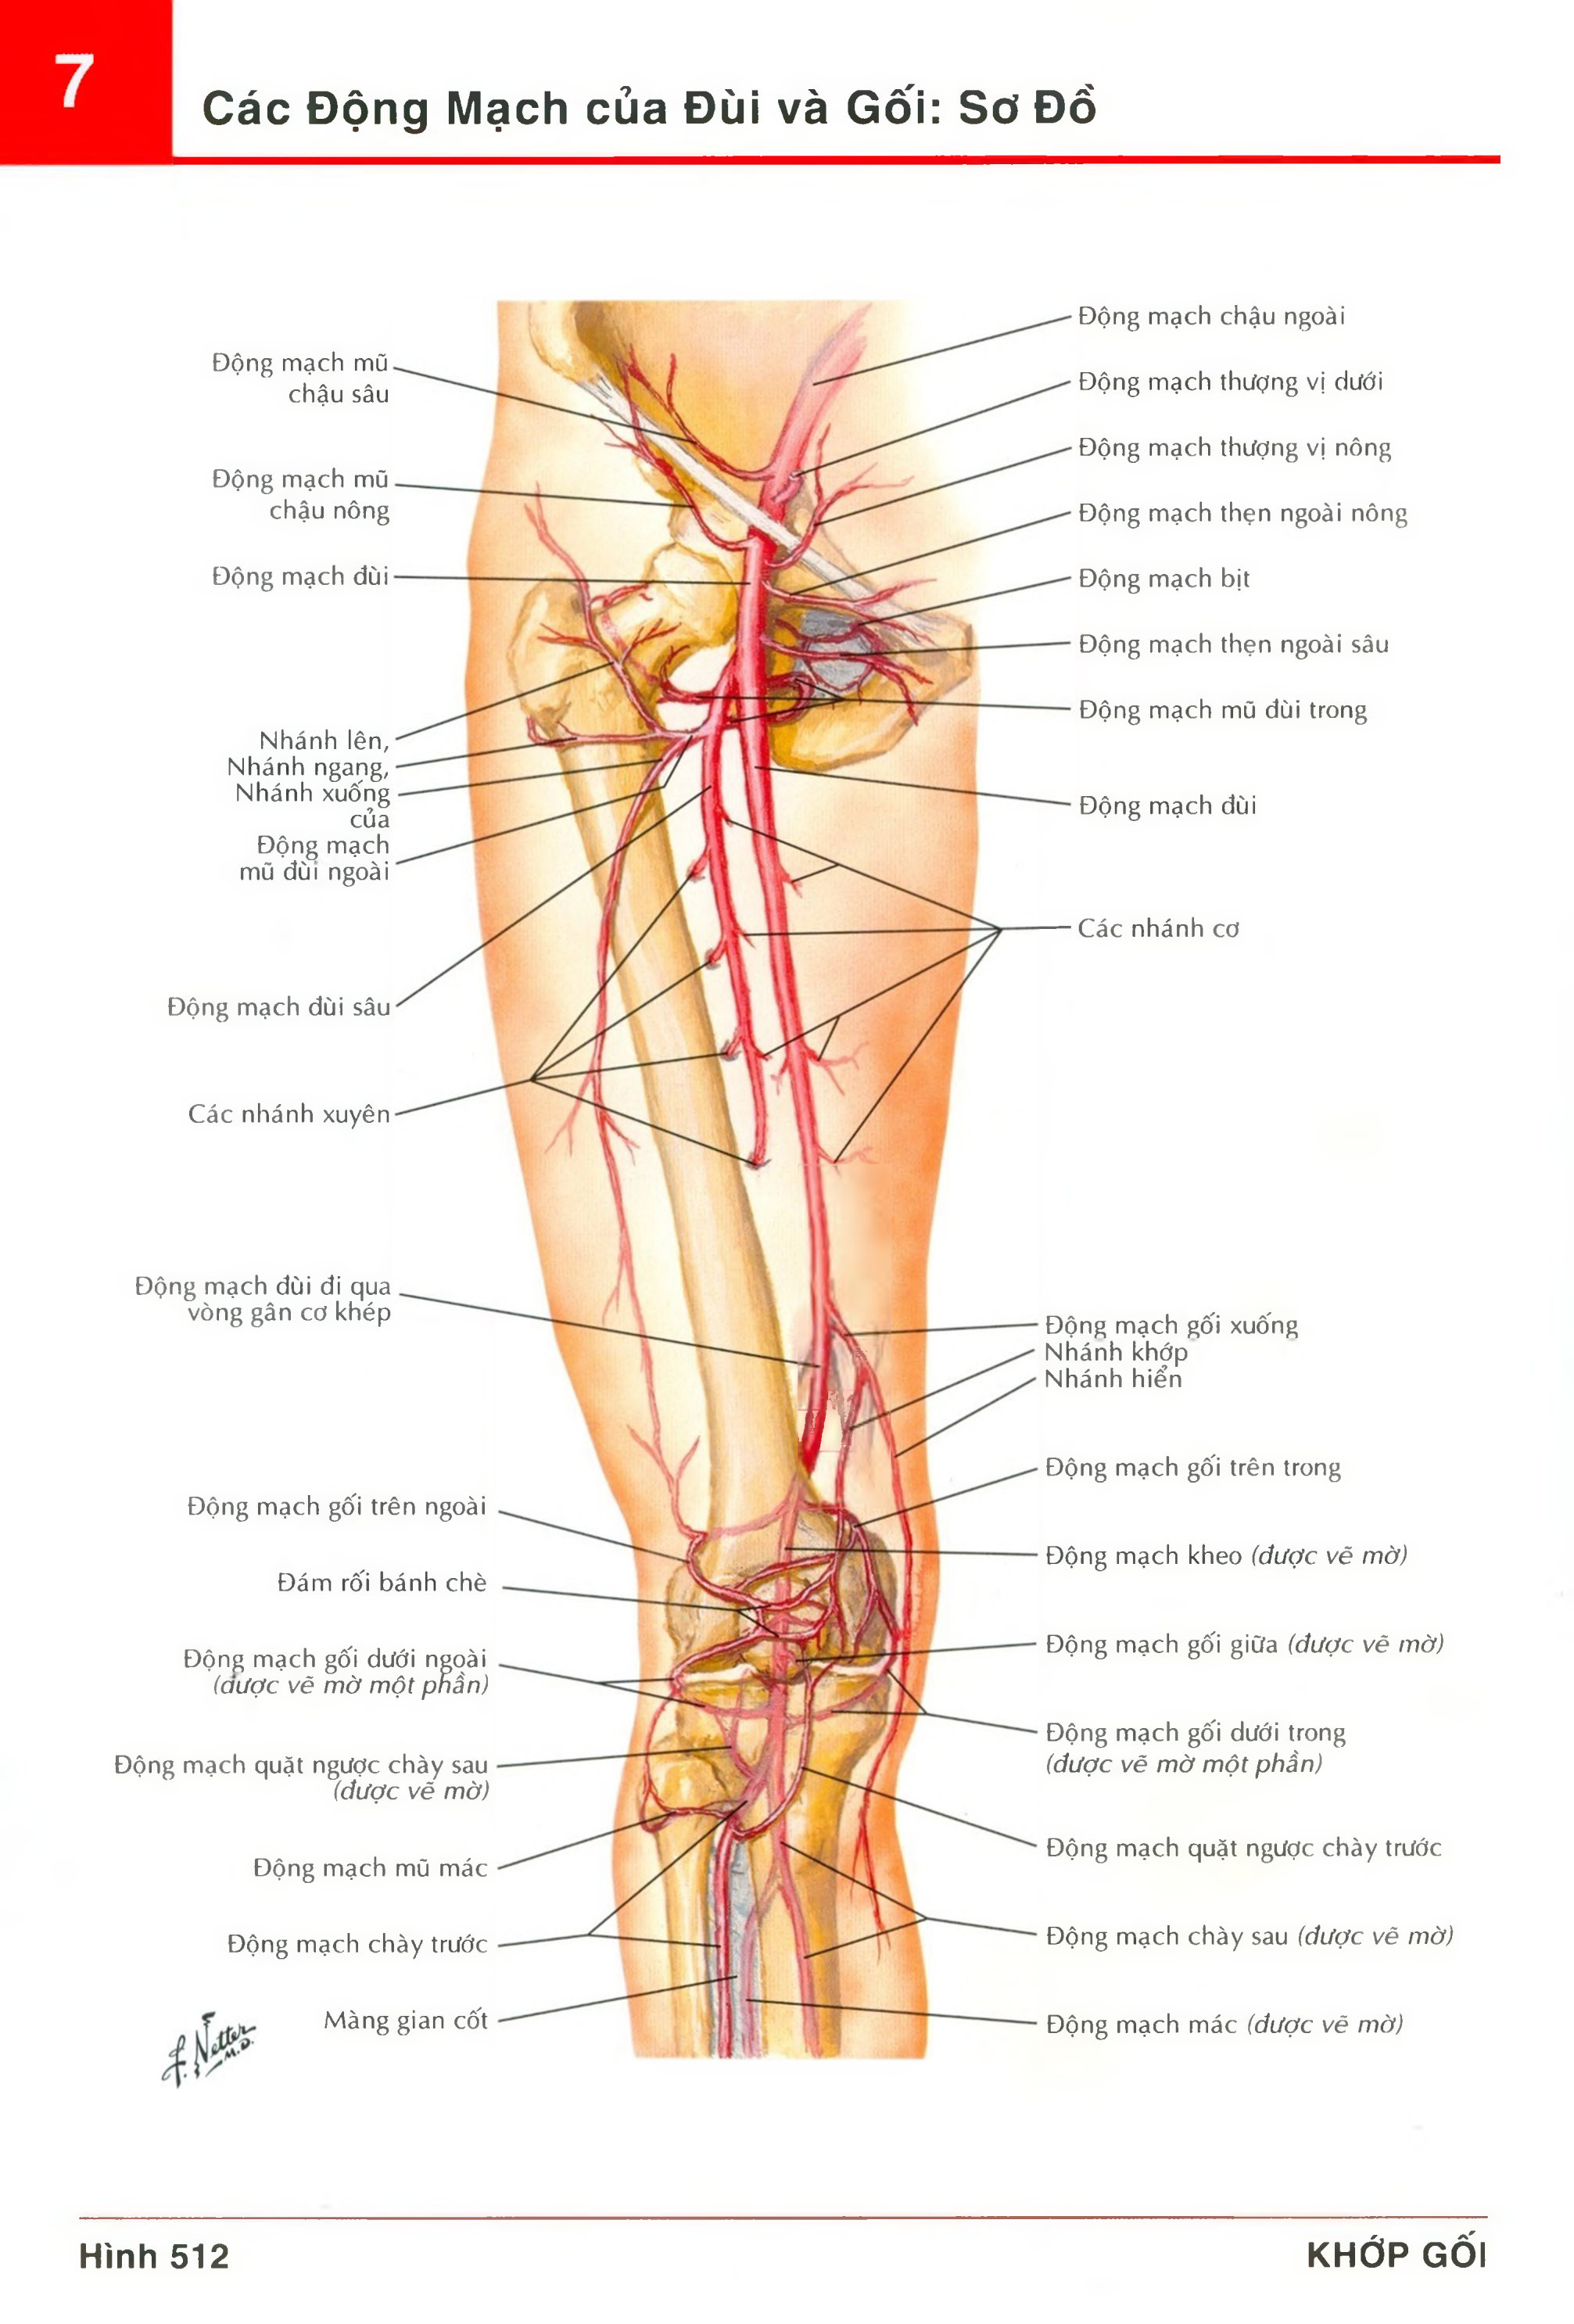 7
Các Động Mạch của Đùi và Gối: Sơ Đồ
Động mạch mũ
chậu sâu
Động mạch mũ
chậu nông
Động mạch đùi
Nhánh lên,
Nhánh ngang,
Nhánh xuống
của
Động mạch
mũ đùi ngoài
Động mạch đùi sâu
Các nhánh xuyên
Động mạch đùi đi qua
vòng gân cơ khép
Động mạch gối trên ngoài
Đám rối bánh chè
Động mạch gối dưới ngoài
(được vẽ mờ một phần)
Động mạch quặt ngược chày sau
(được vẽ mờ)
Động mạch mũ mác
Động mạch chày trước
Màng gian cốt
Động mạch chậu ngoài
Động mạch thượng vị dưới
Động mạch thượng vị nông
Động mạch thẹn ngoài nông
Động mạch bịt
Động mạch thẹn ngoài sâu
Động mạch mũ đùi trong
Động mạch đùi
Các nhánh cơ
Động mạch gối xuống
Nhánh khớp
Nhánh hiển
Động mạch gối trên trong
Động mạch kheo (được vẽ mờ)
Động mạch gối giữa (được vẽ mờ)
Động mạch gối dưới trong
(được vẽ mờ một phần)
Động mạch quặt ngược chày trước
Động mạch chày sau (được vẽ mờ)
Động mạch mác (được vẽ mờ)
F. Netter
M.D.
Hình 512
KHỚP GỐI